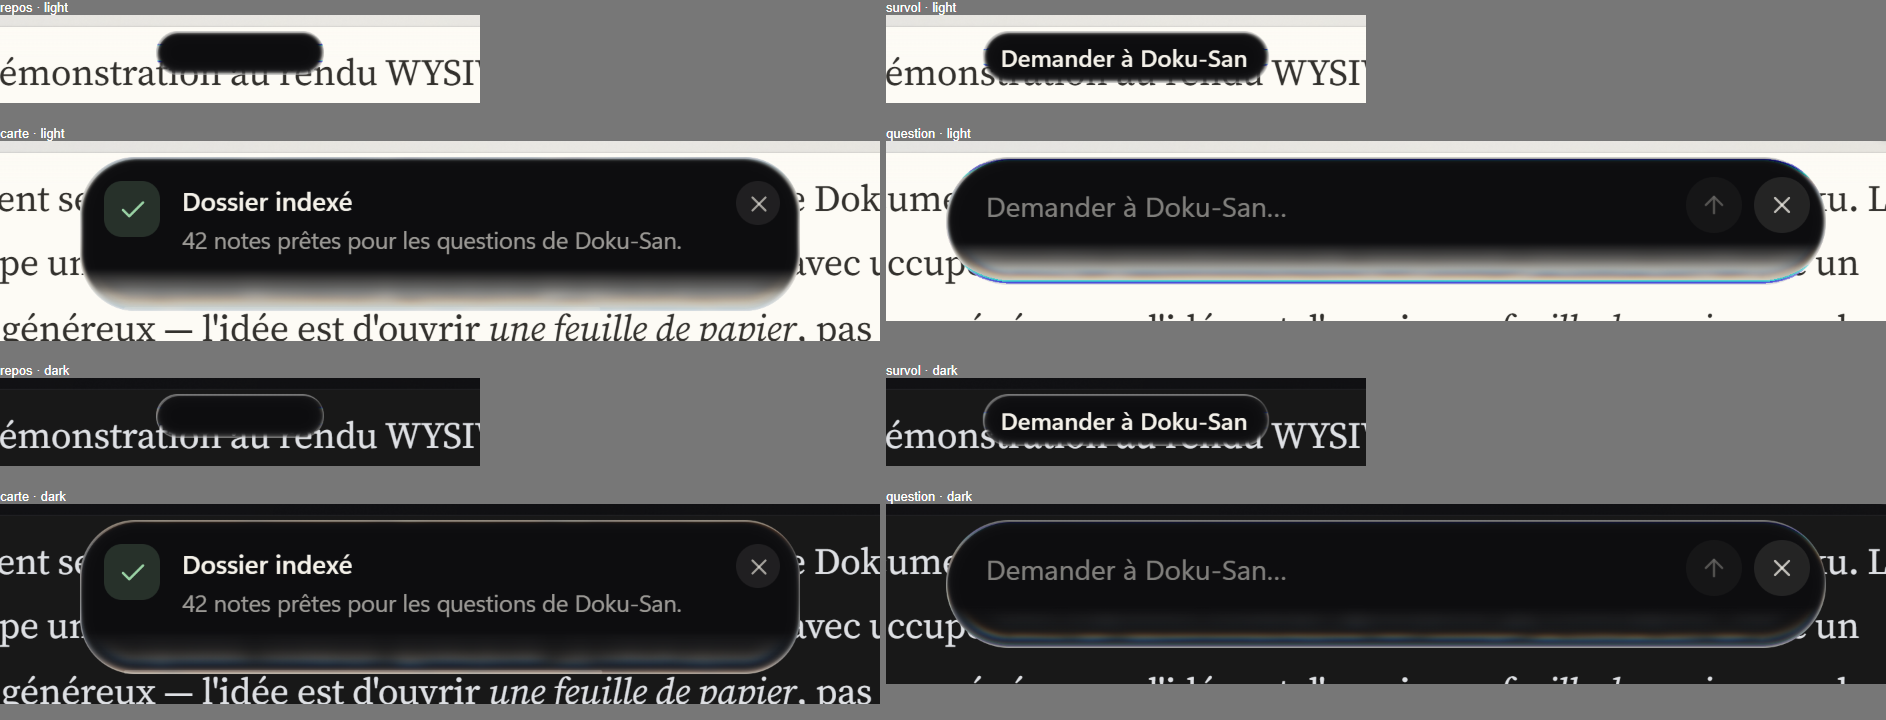 repos · light
survol · light
émonstration au rendu WYSI
Demander à Doku-San
émons WYSI
carte · light
question · light
ent se
Dossier indexé
e Dok
ume
Demander à Doku-San...
ku. L
42 notes prêtes pour les questions de Doku-San.
pe un
avec u
ccup
un
généreux — l'idée est d'ouvrir une feuille de papier, pas
repos · dark
survol · dark
émonstration au rendu WYSI
Demander à Doku-San
émons WYSI
carte · dark
question · dark
ent se
Dossier indexé
e Dok
ume
Demander à Doku-San...
ku. L
42 notes prêtes pour les questions de Doku-San.
pe un
avec u
ccup
un
généreux — l'idée est d'ouvrir une feuille de papier, pas